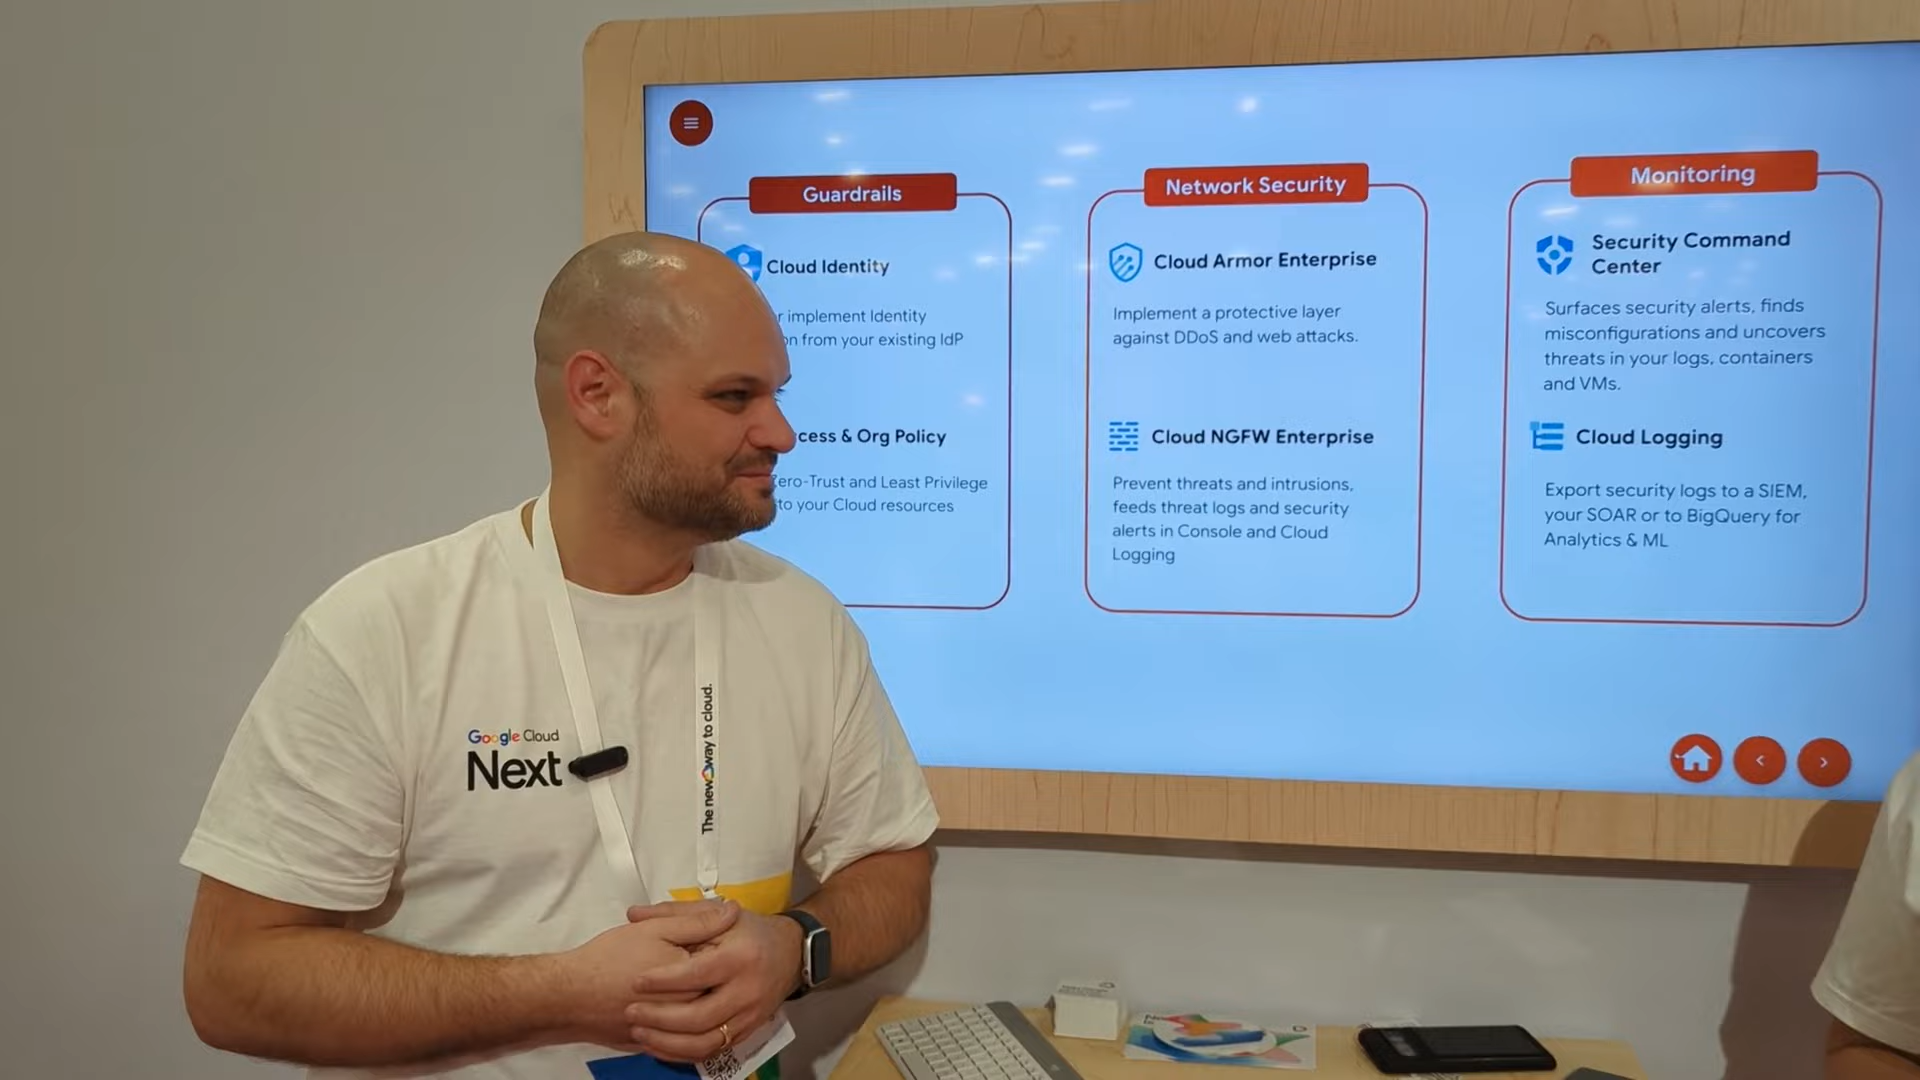 Guardrails
Cloud Identity
implement Identity
from your existing IdP
& Org Policy
and Least Privilege
to your Cloud resources
Network Security
Cloud Armor Enterprise
Implement a protective layer
against DDoS and web attacks.
Cloud NGFW Enterprise
Prevent threats and intrusions,
feeds threat logs and security
alerts in Console and Cloud
Logging
Monitoring
Security Command
Center
Surfaces security alerts, finds
misconfigurations and uncovers
threats in your logs, containers
and VMs.
Cloud Logging
Export security logs to a SIEM,
your SOAR or to BigQuery for
Analytics & ML
Google Cloud
Next
The new way to cloud.